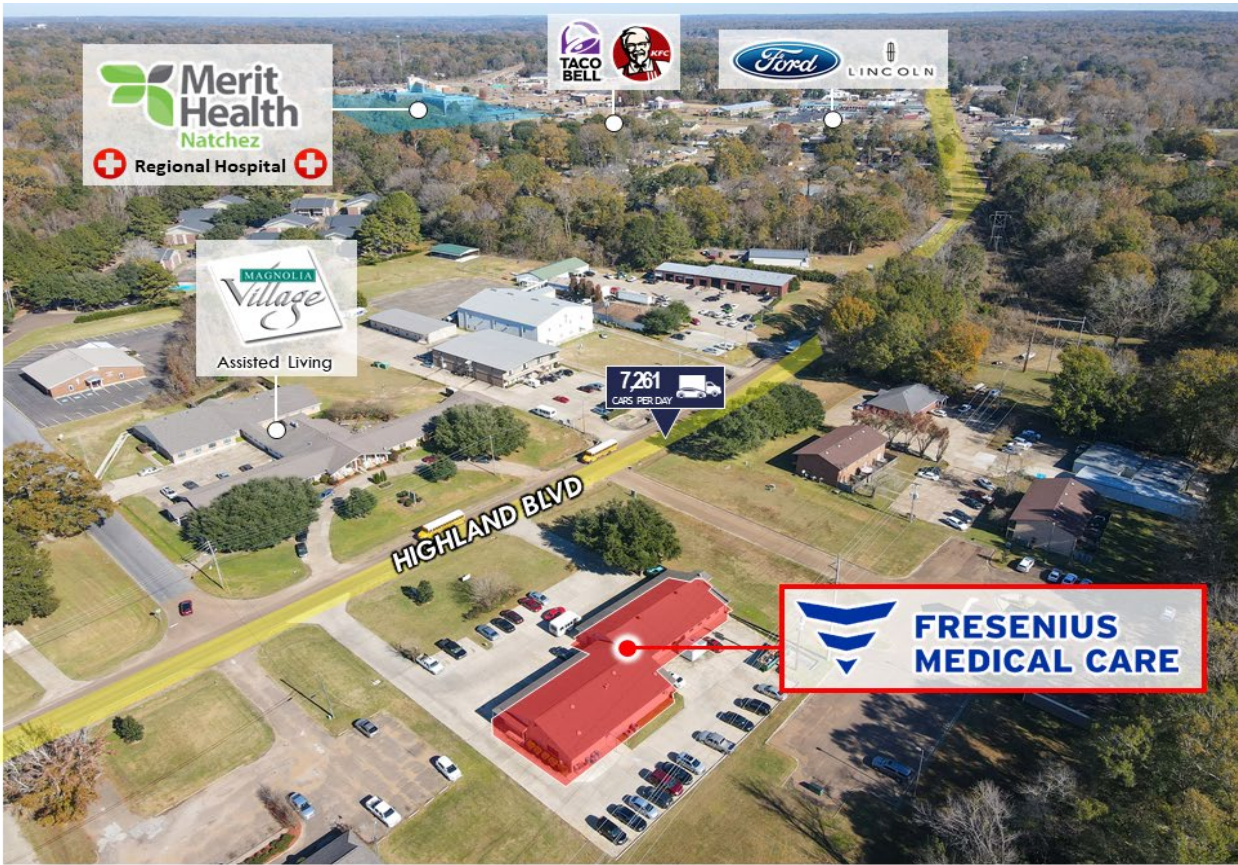 Merit
Health
Natchez
Regional Hospital
TACO
BELL
KFC
Ford
LINCOLN
MAGNOLIA
Village
Assisted Living
7,261
CARS PER DAY
HIGHLAND BLVD
FRESENIUS
MEDICAL CARE